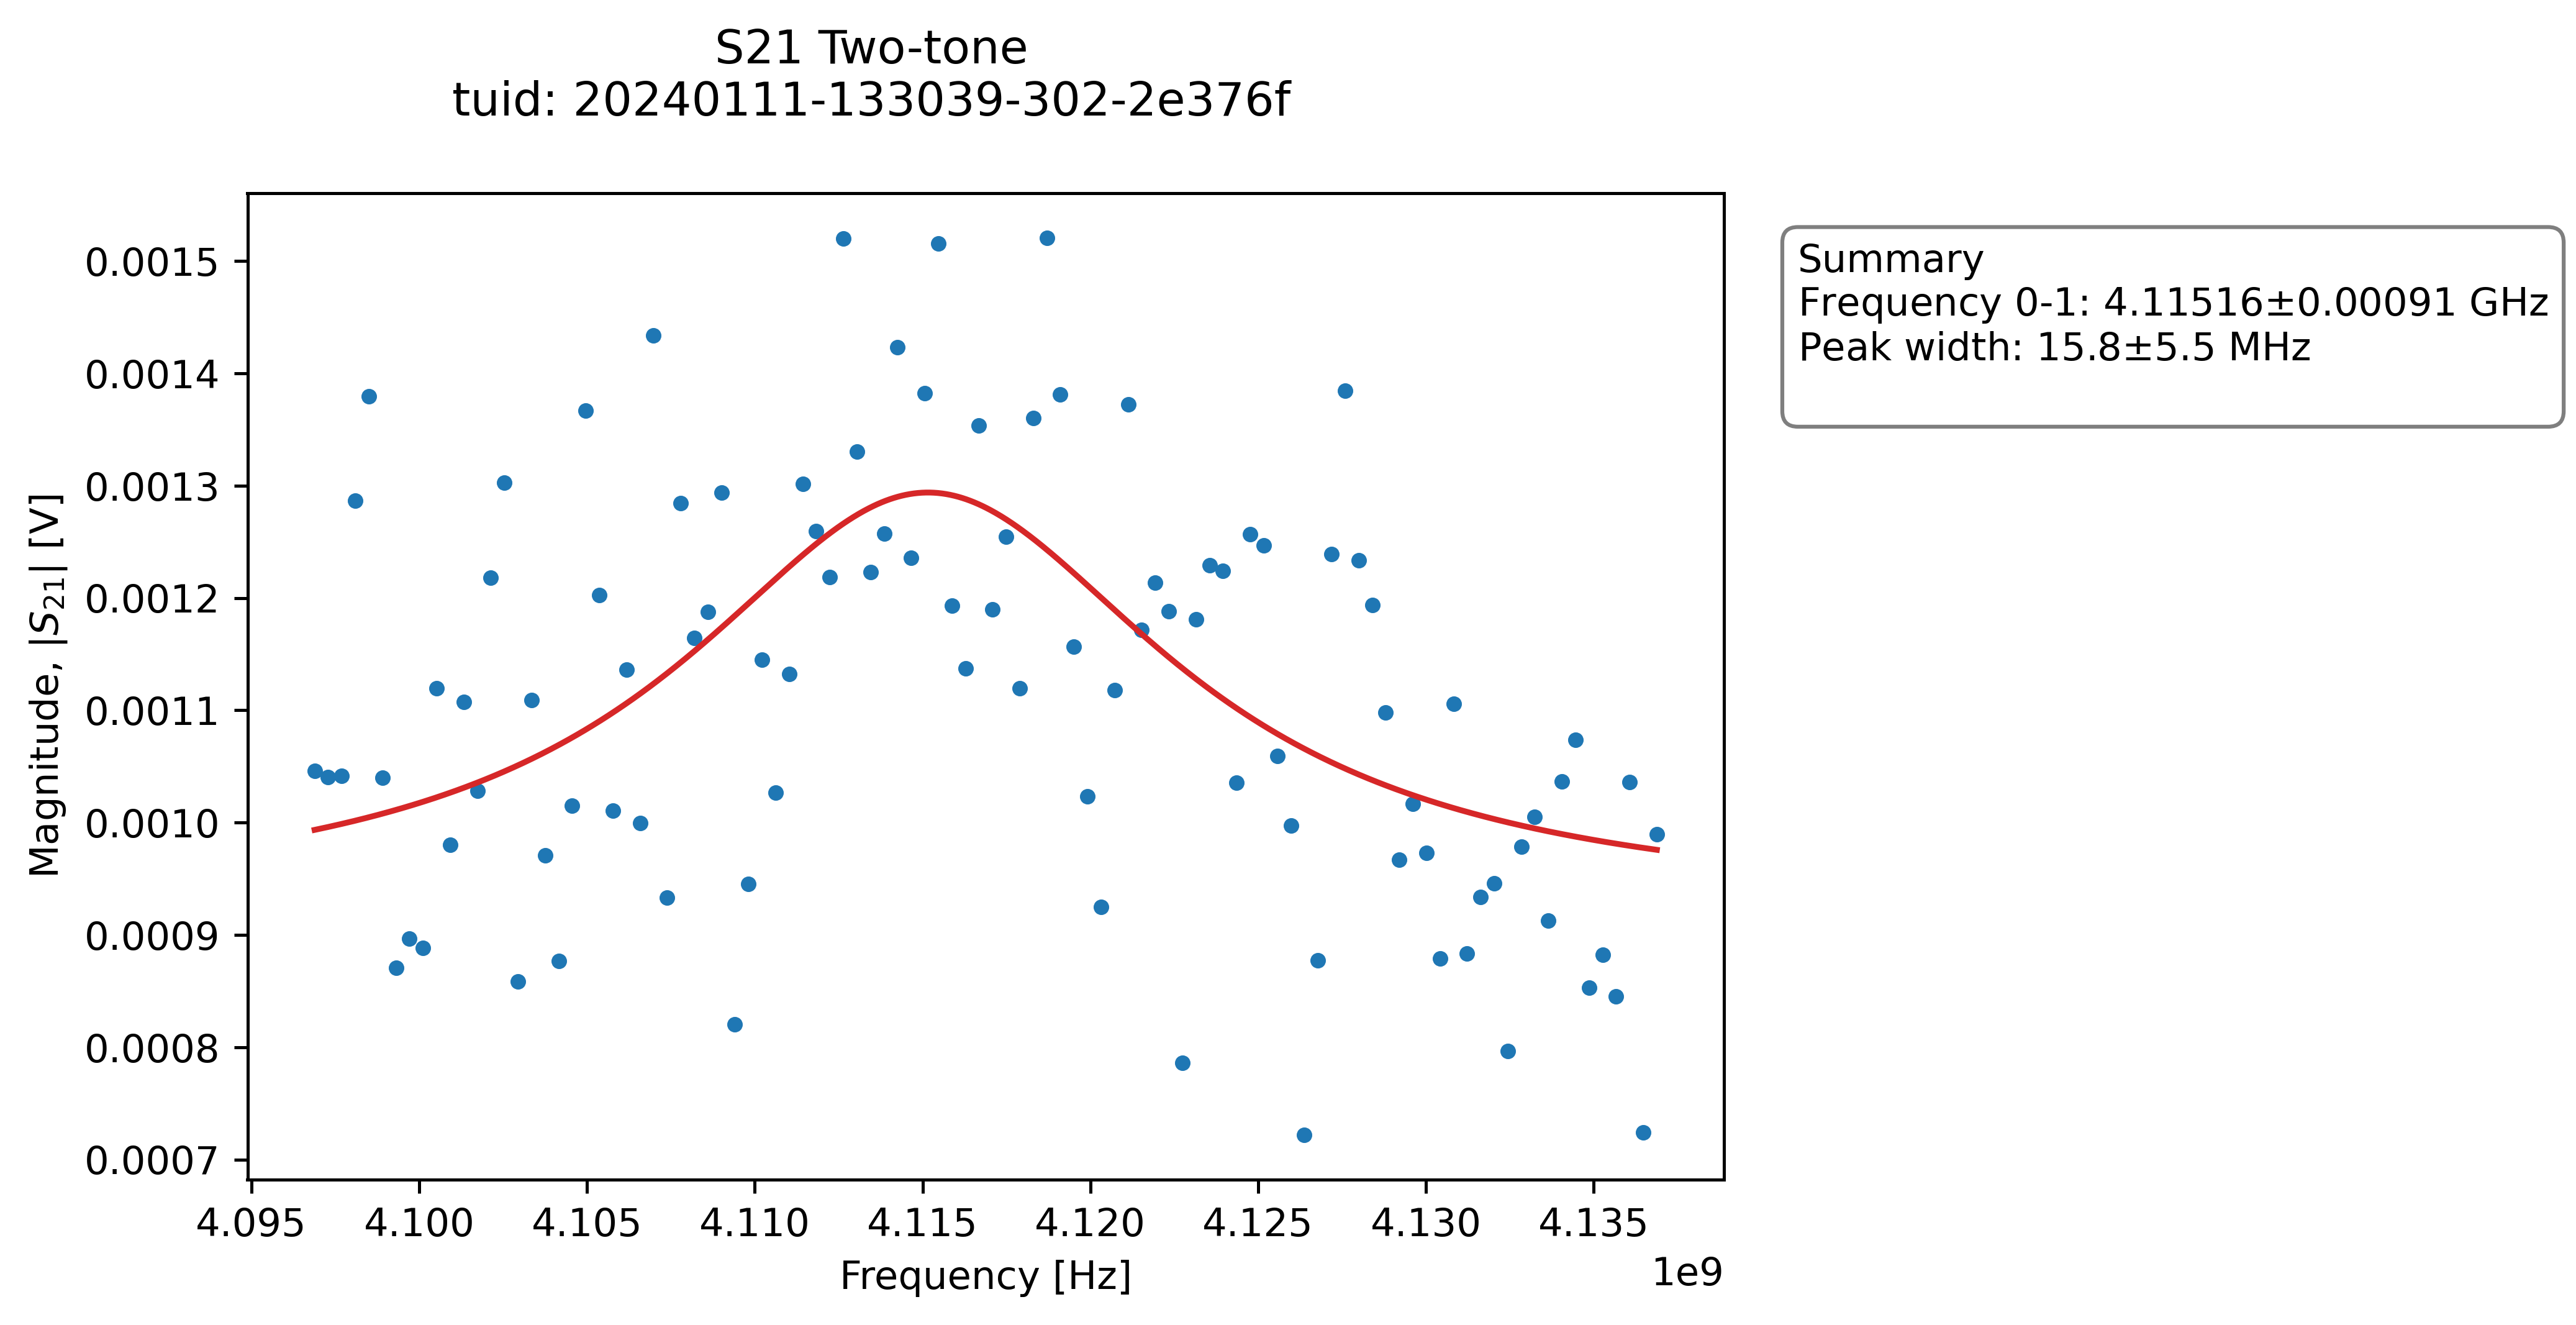 S21 Two-tone
tuid: 20240111-133039-302-2e376f
Summary
Frequency 0-1: 4.11516±0.00091 GHz
Peak width: 15.8±5.5 MHz
Magnitude, |S21| [V]
0.0015
0.0014
0.0013
0.0012
0.0011
0.0010
0.0009
0.0008
0.0007
4.095 4.100 4.105 4.110 4.115 4.120 4.125 4.130 4.135
Frequency [Hz]
1e9